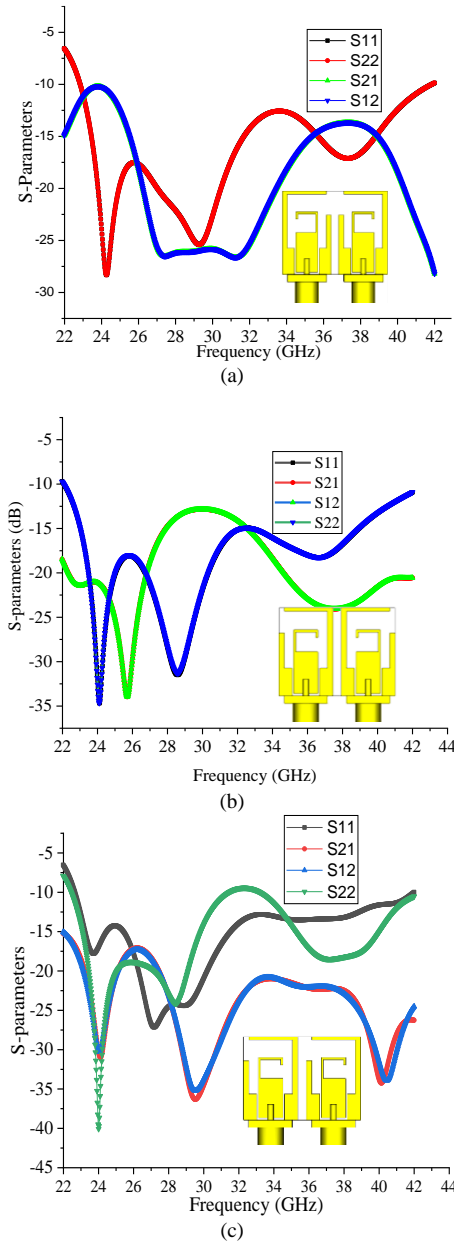 -5
-10
-15
-20
-25
-30
S-Parameters
S11
S22
S21
S12
22 24 26 28 30 32 34 36 38 40 42
Frequency (GHz)
(a)
-5
-10
-15
-20
-25
-30
-35
S-parameters (dB)
S11
S21
S12
S22
22 24 26 28 30 32 34 36 38 40 42 44
Frequency (GHz)
(b)
-5
-10
-15
-20
-25
-30
-35
-40
-45
S-parameters
S11
S21
S12
S22
22 24 26 28 30 32 34 36 38 40 42 44
Frequency (GHz)
(c)